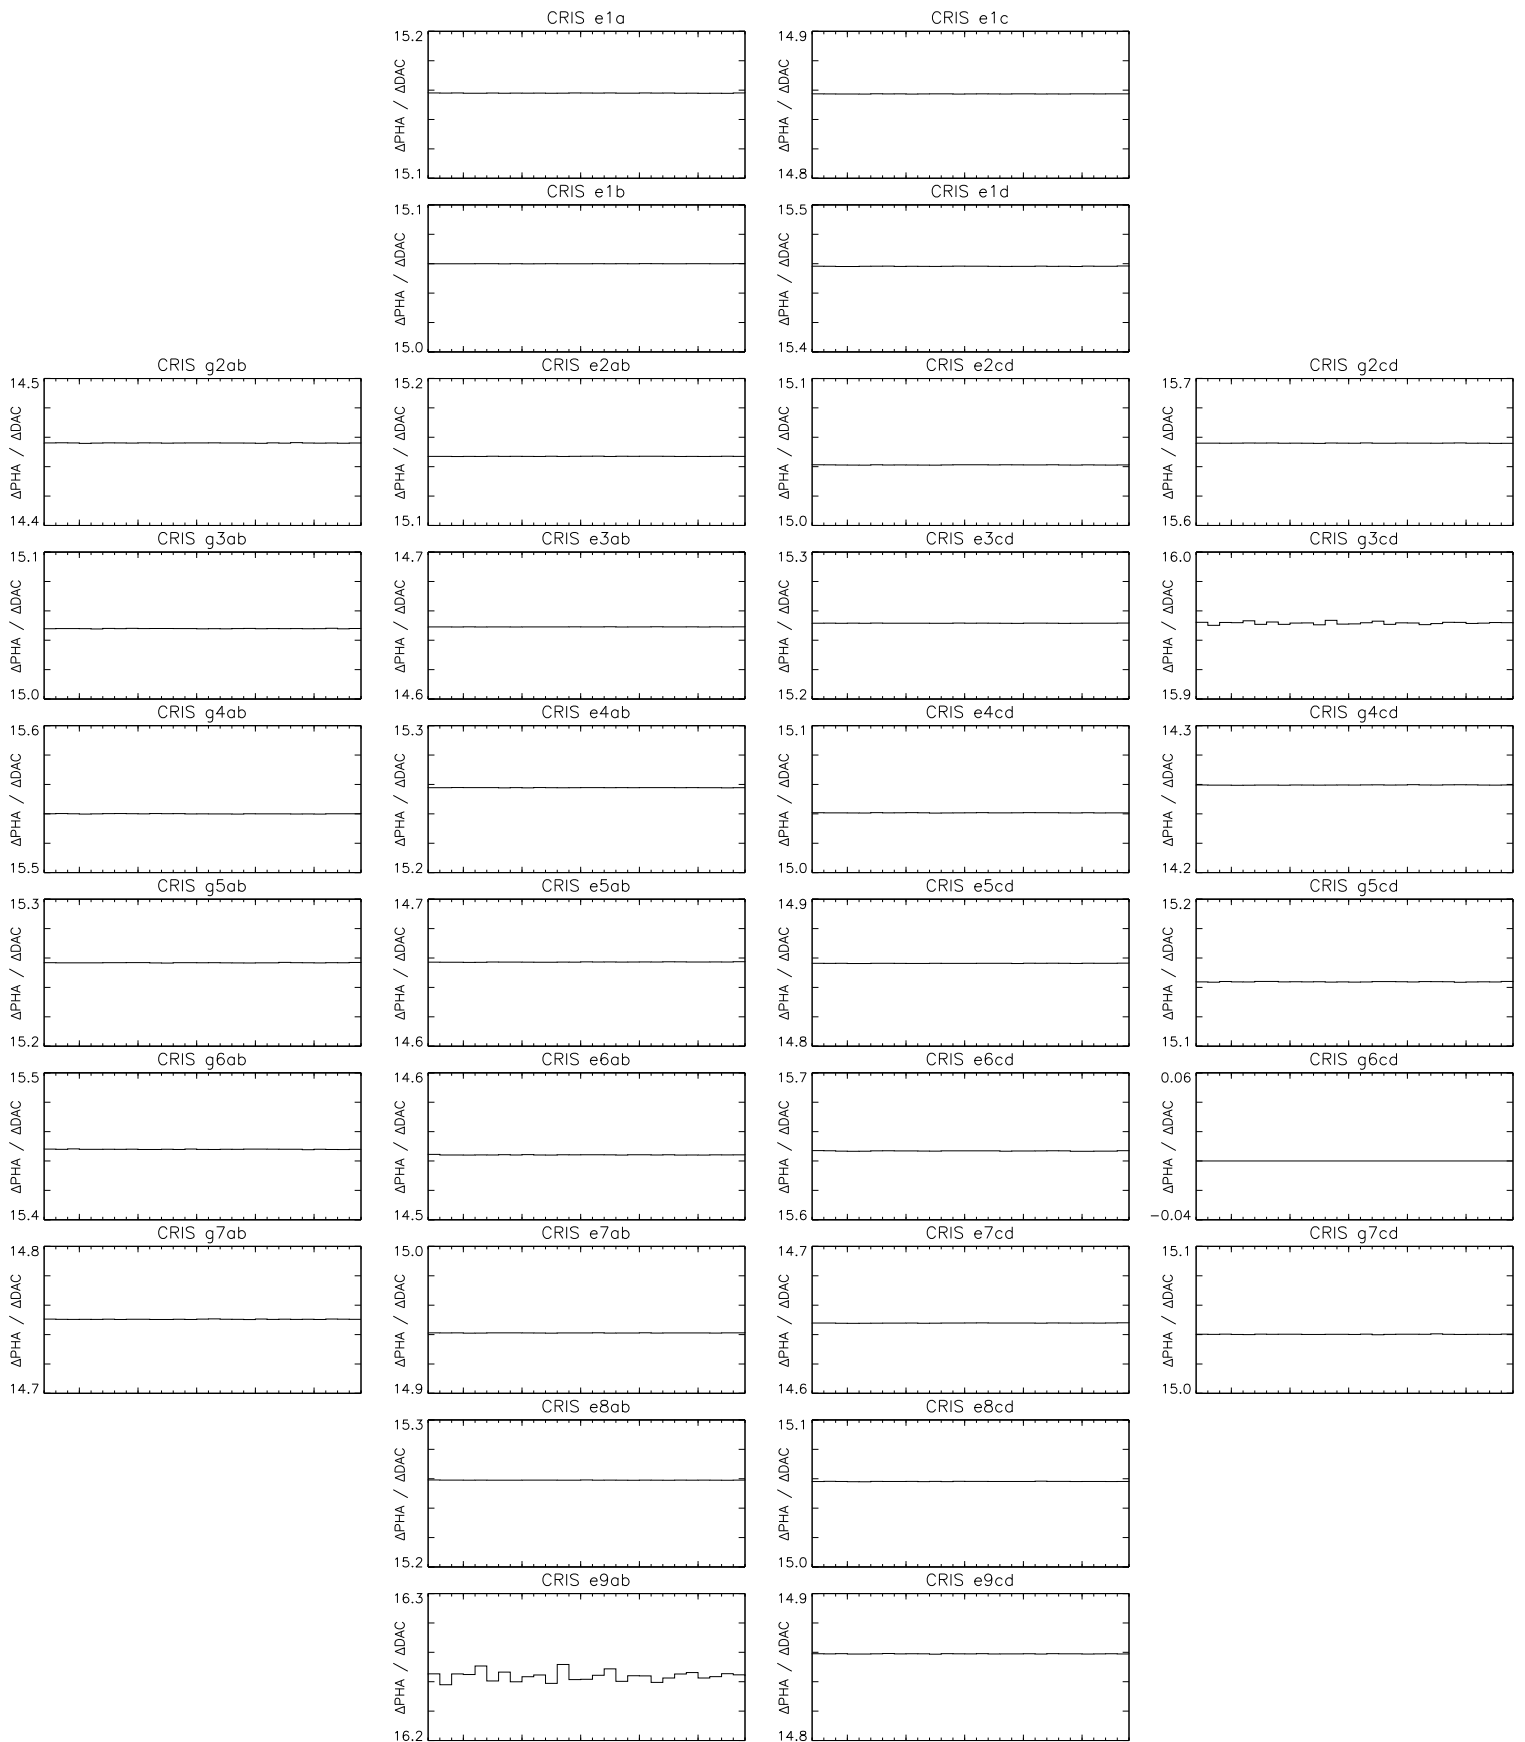 CRIS e1a
15.2
ΔPHA / ΔDAC
15.1
CRIS e1c
14.9
ΔPHA / ΔDAC
14.8
CRIS e1b
15.1
ΔPHA / ΔDAC
15.0
CRIS e1d
15.5
ΔPHA / ΔDAC
15.4
CRIS g2ab
14.5
ΔPHA / ΔDAC
14.4
CRIS e2ab
15.2
ΔPHA / ΔDAC
15.1
CRIS e2cd
15.1
ΔPHA / ΔDAC
15.0
CRIS g2cd
15.7
ΔPHA / ΔDAC
15.6
CRIS g3ab
15.1
ΔPHA / ΔDAC
15.0
CRIS e3ab
14.7
ΔPHA / ΔDAC
14.6
CRIS e3cd
15.3
ΔPHA / ΔDAC
15.2
CRIS g3cd
16.0
ΔPHA / ΔDAC
15.9
CRIS g4ab
15.6
ΔPHA / ΔDAC
15.5
CRIS e4ab
15.3
ΔPHA / ΔDAC
15.2
CRIS e4cd
15.1
ΔPHA / ΔDAC
15.0
CRIS g4cd
14.3
ΔPHA / ΔDAC
14.2
CRIS g5ab
15.3
ΔPHA / ΔDAC
15.2
CRIS e5ab
14.7
ΔPHA / ΔDAC
14.6
CRIS e5cd
14.9
ΔPHA / ΔDAC
14.8
CRIS g5cd
15.2
ΔPHA / ΔDAC
15.1
CRIS g6ab
15.5
ΔPHA / ΔDAC
15.4
CRIS e6ab
14.6
ΔPHA / ΔDAC
14.5
CRIS e6cd
15.7
ΔPHA / ΔDAC
15.6
CRIS g6cd
0.06
ΔPHA / ΔDAC
−0.04
CRIS g7ab
14.8
ΔPHA / ΔDAC
14.7
CRIS e7ab
15.0
ΔPHA / ΔDAC
14.9
CRIS e7cd
14.7
ΔPHA / ΔDAC
14.6
CRIS g7cd
15.1
ΔPHA / ΔDAC
15.0
CRIS e8ab
15.3
ΔPHA / ΔDAC
15.2
CRIS e8cd
15.1
ΔPHA / ΔDAC
15.0
CRIS e9ab
16.3
ΔPHA / ΔDAC
16.2
CRIS e9cd
14.9
ΔPHA / ΔDAC
14.8